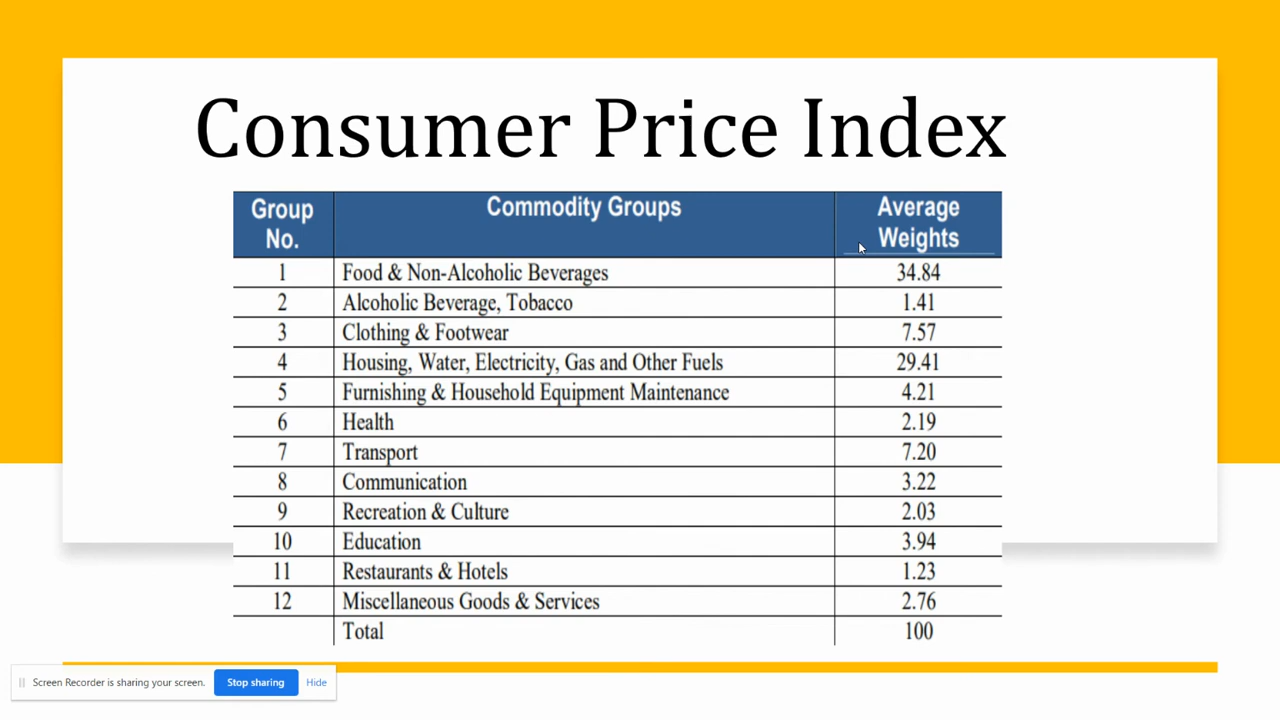 Consumer Price Index
Group No. Commodity Groups Average Weights
1 Food & Non-Alcoholic Beverages 34.84
2 Alcoholic Beverage, Tobacco 1.41
3 Clothing & Footwear 7.57
4 Housing, Water, Electricity, Gas and Other Fuels 29.41
5 Furnishing & Household Equipment Maintenance 4.21
6 Health 2.19
7 Transport 7.20
8 Communication 3.22
9 Recreation & Culture 2.03
10 Education 3.94
11 Restaurants & Hotels 1.23
12 Miscellaneous Goods & Services 2.76
Total 100
Screen Recorder is sharing your screen. Stop sharing Hide